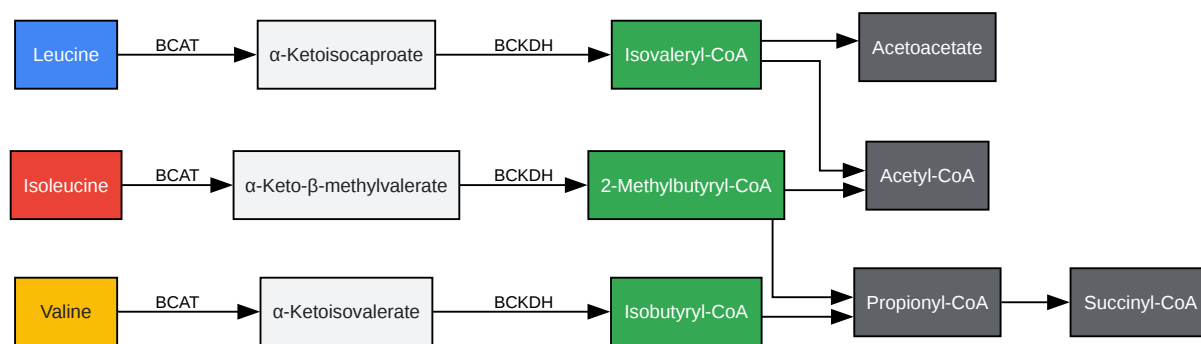 Leucine
BCAT
α-Ketoisocaproate
BCKDH
Isovaleryl-CoA
Acetoacetate
Isoleucine
BCAT
α-Keto-β-methylvalerate
BCKDH
2-Methylbutyryl-CoA
Acetyl-CoA
Valine
BCAT
α-Ketoisovalerate
BCKDH
Isobutyryl-CoA
Propionyl-CoA
Succinyl-CoA